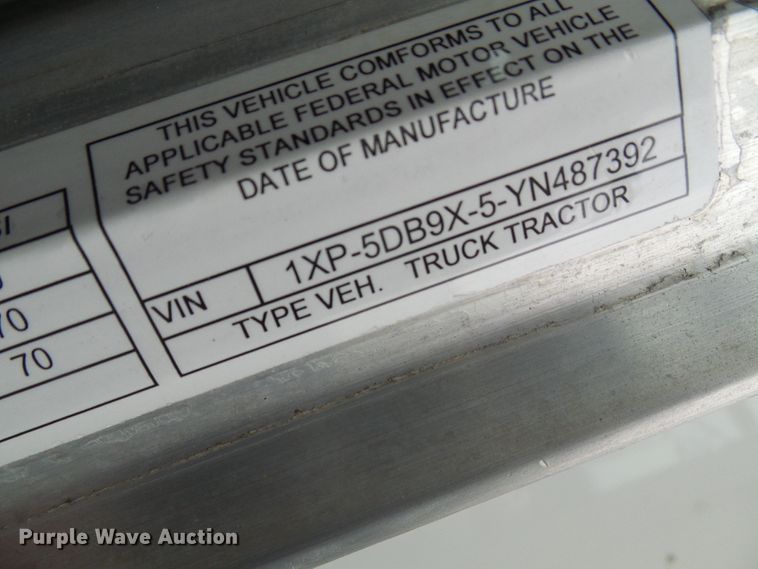 THIS VEHICLE COMFORMS TO ALL
APPLICABLE FEDERAL MOTOR VEHICLE
SAFETY STANDARDS IN EFFECT ON THE
DATE OF MANUFACTURE
VIN 1XP-5DB9X-5-YN487392
TYPE VEH. TRUCK TRACTOR
70
70
Purple Wave Auction